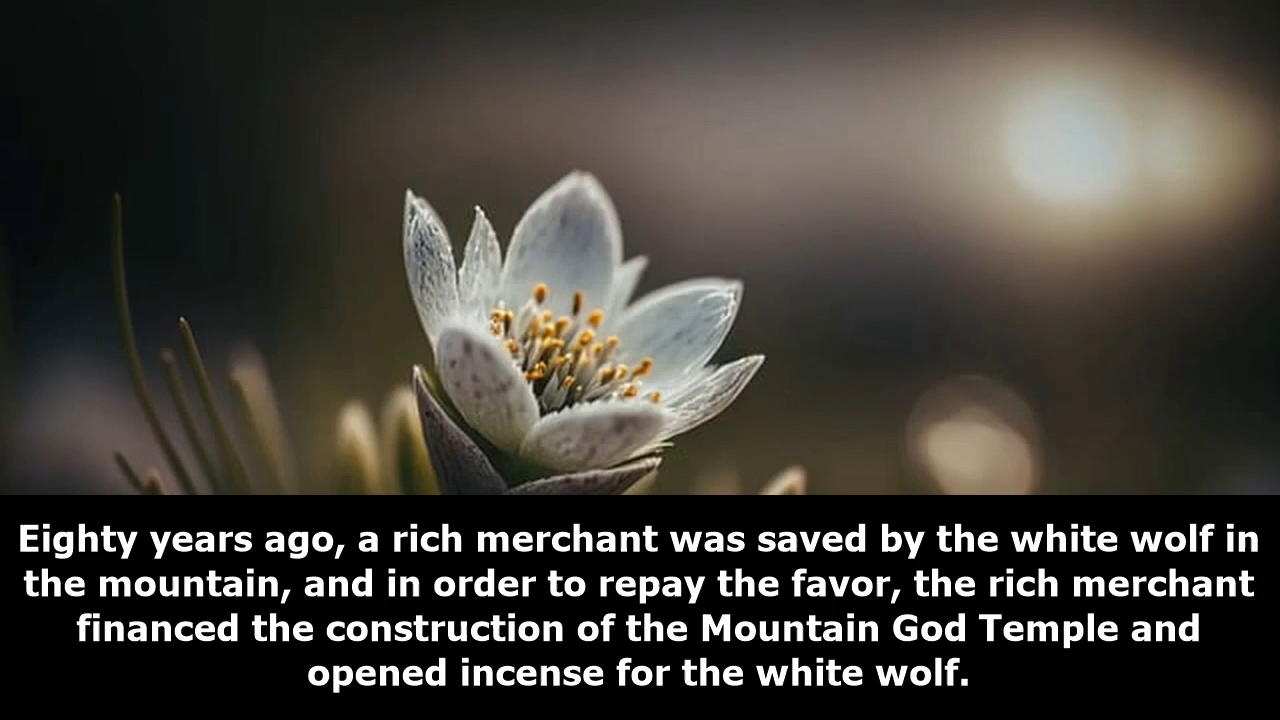 Eighty years ago, a rich merchant was saved by the white wolf in
the mountain, and in order to repay the favor, the rich merchant
financed the construction of the Mountain God Temple and
opened incense for the white wolf.